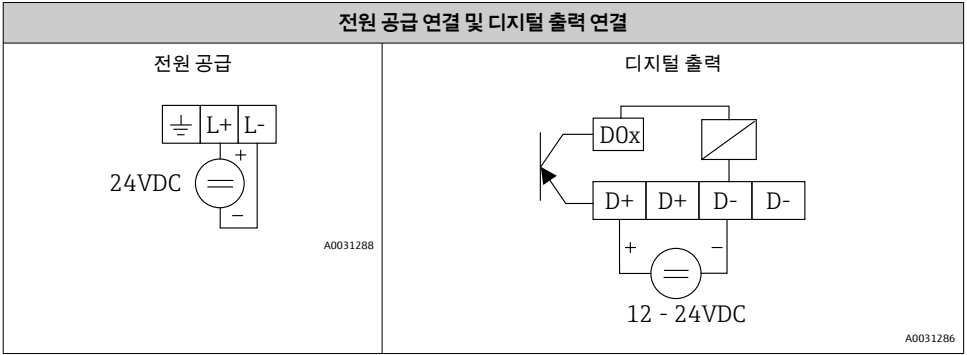 전원 공급 연결 및 디지털 출력 연결
전원 공급
L+ L-
+
24VDC
−
A0031288
디지털 출력
DOx
D+ D+ D- D-
+ −
12 - 24VDC
A0031286